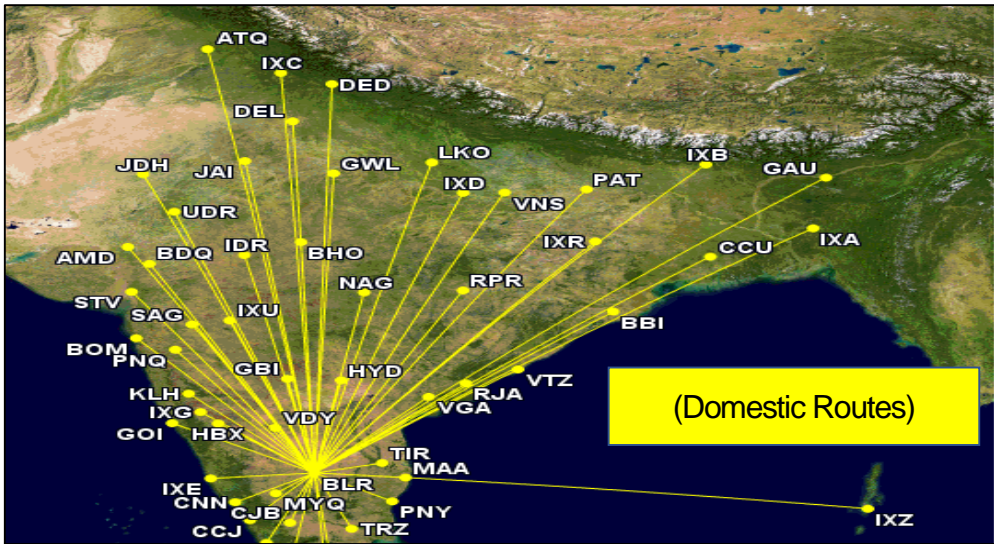 ATQ
IXC
DED
DEL
JDH
JAI
GWL
LKO
IXD
VNS
PAT
IXB
GAU
UDR
AMD
BDQ
IDR
BHO
IXR
CCU
IXA
STV
SAG
IXU
NAG
RPR
BBI
BOM
PNQ
GBI
HYD
VTZ
KLH
RJA
VGA
(Domestic Routes)
IXG
VDY
GOI
HBX
TIR
MAA
IXE
BLR
CNN
MYQ
PNY
CJB
CCJ
TRZ
IXZ